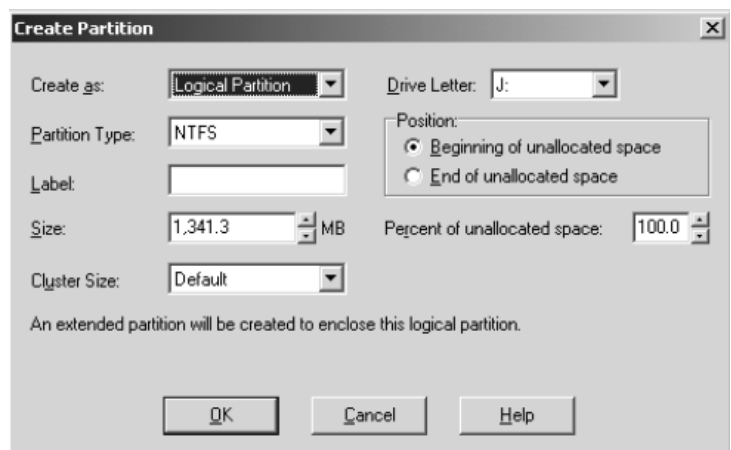 Create Partition
Create as: Logical Partition Drive Letter: J:
Position:
Partition Type: NTFS Beginning of unallocated space
End of unallocated space
Label:
Size: 1,341.3 MB Percent of unallocated space: 100.0
Cluster Size: Default
An extended partition will be created to enclose this logical partition.
OK Cancel Help